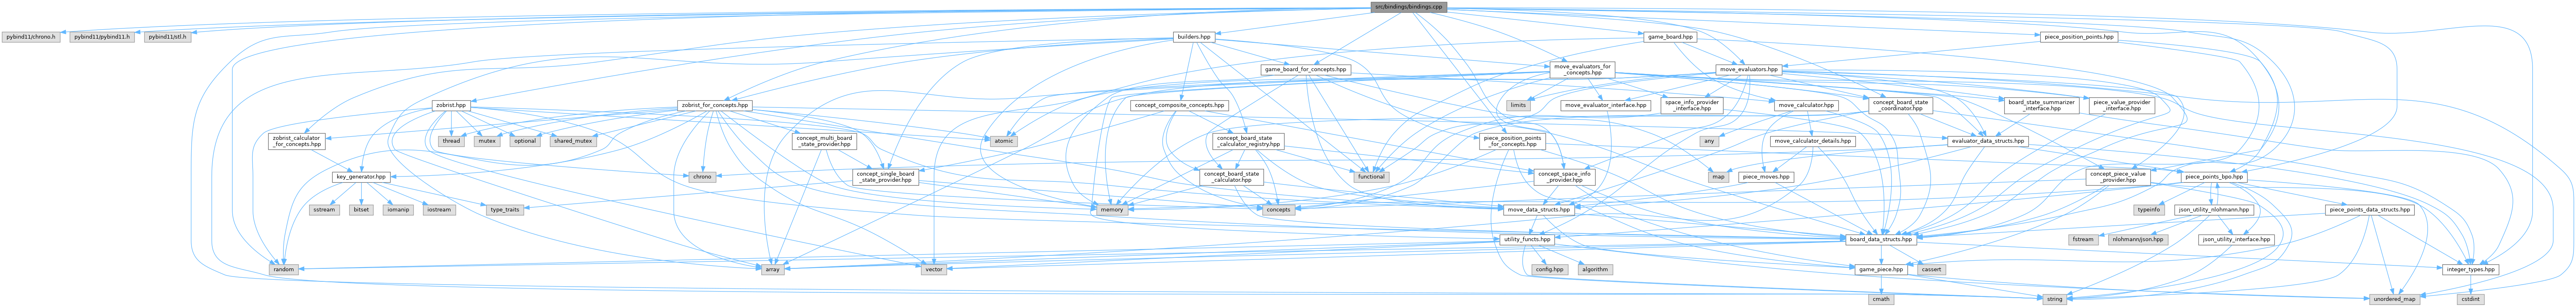 src/bindings/bindings.cpp
pybind11/chrono.h
pybind11/pybind11.h
pybind11/stl.h
builders.hpp
game_board.hpp
piece_position_points.hpp
game_board_for_concepts.hpp
move_evaluators_for
_concepts.hpp
move_evaluators.hpp
zobrist.hpp
zobrist_for_concepts.hpp
concept_composite_concepts.hpp
limits
move_evaluator_interface.hpp
space_info_provider
_interface.hpp
move_calculator.hpp
concept_board_state
_coordinator.hpp
board_state_summarizer
_interface.hpp
piece_value_provider
_interface.hpp
zobrist_calculator
_for_concepts.hpp
thread
mutex
optional
shared_mutex
concept_multi_board
_state_provider.hpp
atomic
concept_board_state
_calculator_registry.hpp
piece_position_points
_for_concepts.hpp
any
move_calculator_details.hpp
evaluator_data_structs.hpp
key_generator.hpp
chrono
concept_single_board
_state_provider.hpp
concept_board_state
_calculator.hpp
functional
concept_space_info
_provider.hpp
piece_moves.hpp
map
concept_piece_value
_provider.hpp
piece_points_bpo.hpp
sstream
bitset
iomanip
iostream
type_traits
memory
concepts
move_data_structs.hpp
typeinfo
json_utility_nlohmann.hpp
piece_points_data_structs.hpp
utility_functs.hpp
board_data_structs.hpp
fstream
nlohmann/json.hpp
json_utility_interface.hpp
random
array
vector
config.hpp
algorithm
game_piece.hpp
cassert
integer_types.hpp
cmath
string
unordered_map
cstdint